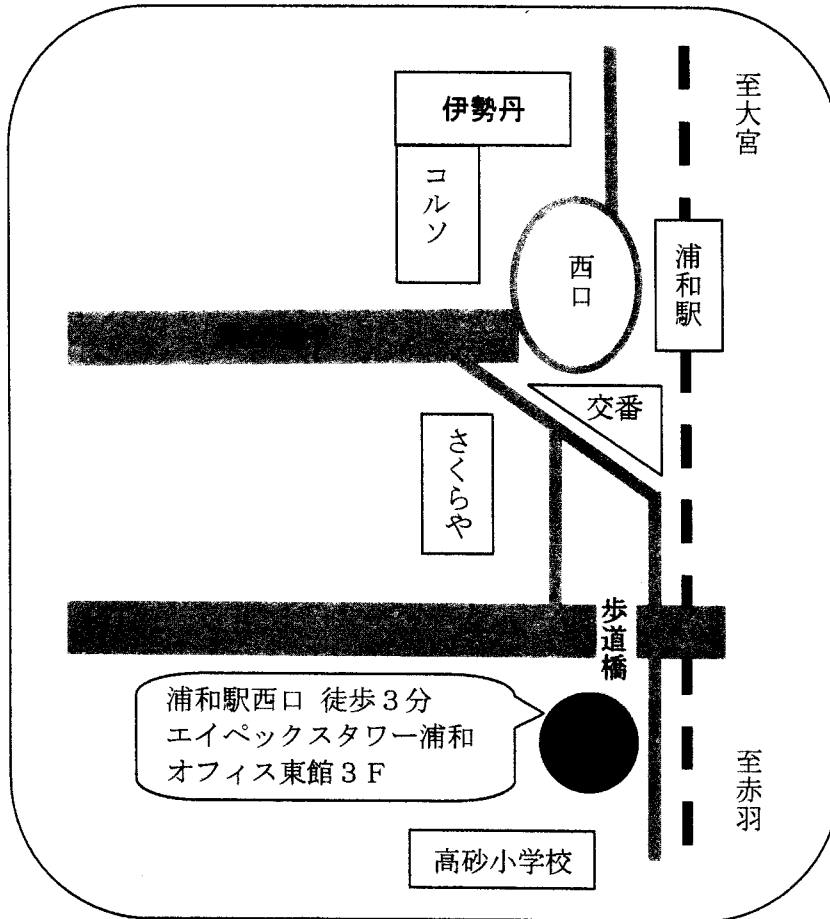 伊勢丹
至大宮
コルソ
西口
浦和駅
交番
さくらや
歩道橋
浦和駅西口 徒歩3分
エイペックスタワー浦和
オフィス東館3F
至赤羽
高砂小学校